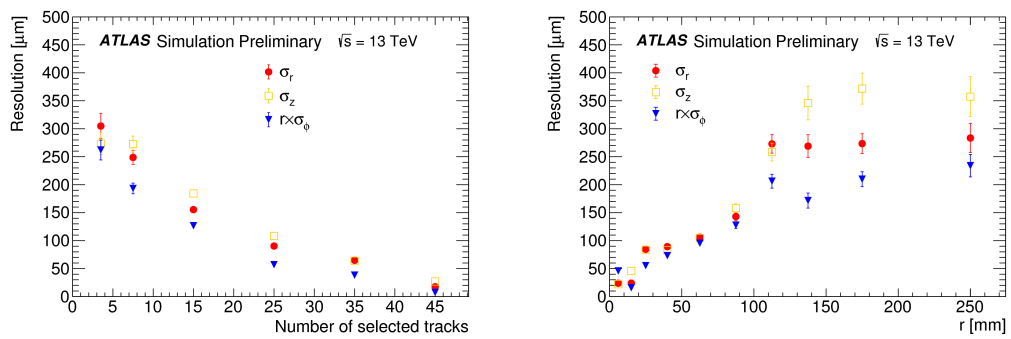 Resolution [μm]
500
450
400
350
300
250
200
150
100
50
0
ATLAS Simulation Preliminary √s = 13 TeV
σr
σz
r×σϕ
0 5 10 15 20 25 30 35 40 45
Number of selected tracks
Resolution [μm]
500
450
400
350
300
250
200
150
100
50
0
ATLAS Simulation Preliminary √s = 13 TeV
σr
σz
r×σϕ
0 50 100 150 200 250
r [mm]